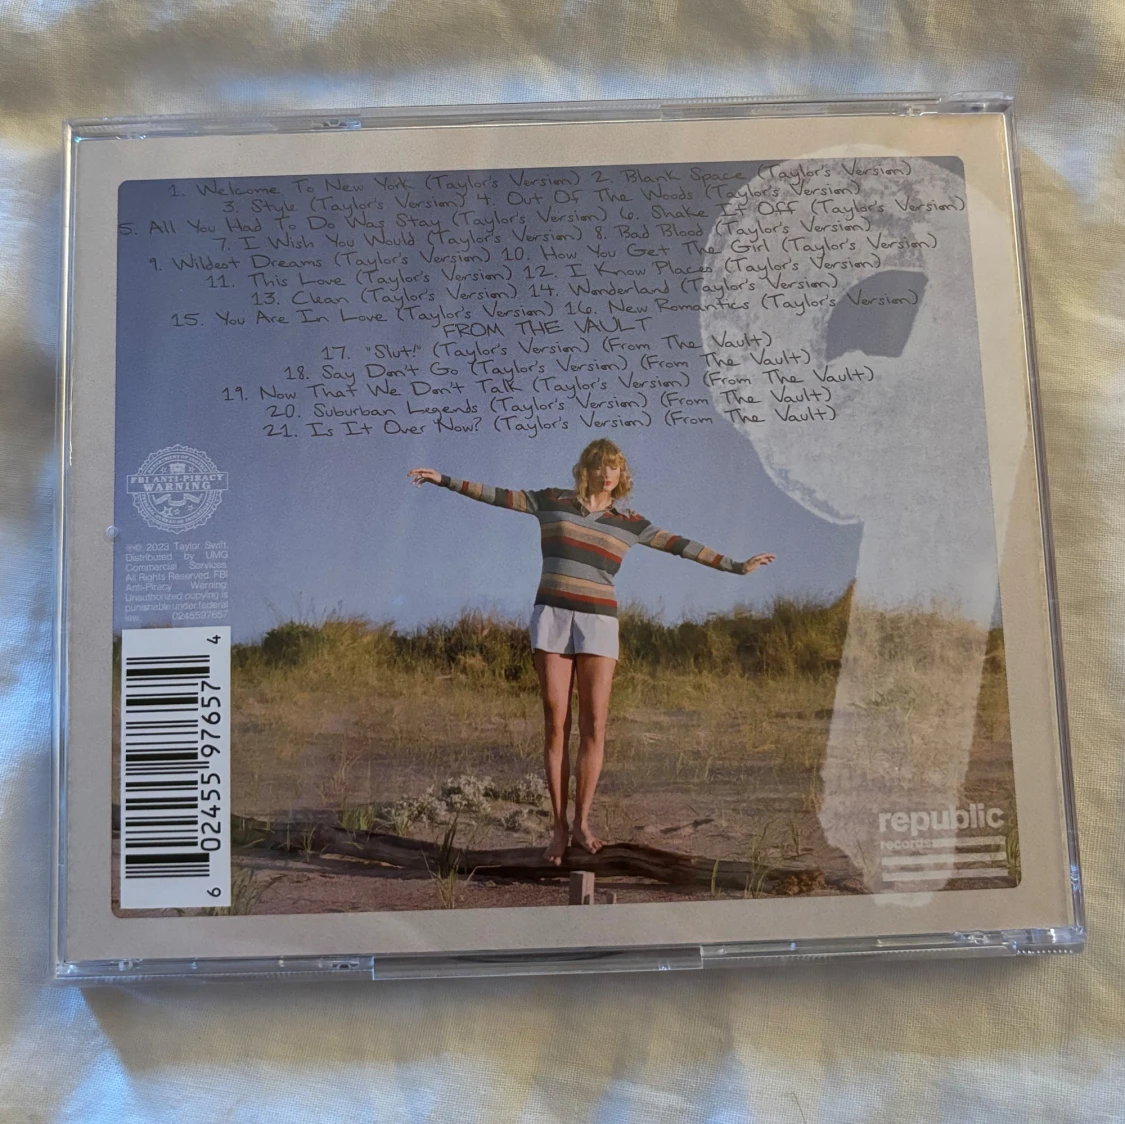 1. Welcome To New York (Taylor's Version) 2. Blank Space (Taylor's Version)
3. Style (Taylor's Version) 4. Out Of The Woods (Taylor's Version)
5. All You Had To Do Was Stay (Taylor's Version) 6. Shake It Off (Taylor's Version)
7. I Wish You Would (Taylor's Version) 8. Bad Blood (Taylor's Version)
9. Wildest Dreams (Taylor's Version) 10. How You Get The Girl (Taylor's Version)
11. This Love (Taylor's Version) 12. I Know Places (Taylor's Version)
13. Clean (Taylor's Version) 14. Wonderland (Taylor's Version)
15. You Are In Love (Taylor's Version) 16. New Romantics (Taylor's Version)
FROM THE VAULT
17. "Slut!" (Taylor's Version) (From The Vault)
18. Say Don't Go (Taylor's Version) (From The Vault)
19. Now That We Don't Talk (Taylor's Version) (From The Vault)
20. Suburban Legends (Taylor's Version) (From The Vault)
21. Is It Over Now? (Taylor's Version) (From The Vault)
FBI ANTI-PIRACY
WARNING
℗© 2023 Taylor Swift.
Distributed by UMG
Commercial Services.
All Rights Reserved. FBI
Anti-Piracy Warning:
Unauthorized copying is
punishable under federal
law. 0245597657
6 02455 97657 4
republic
records